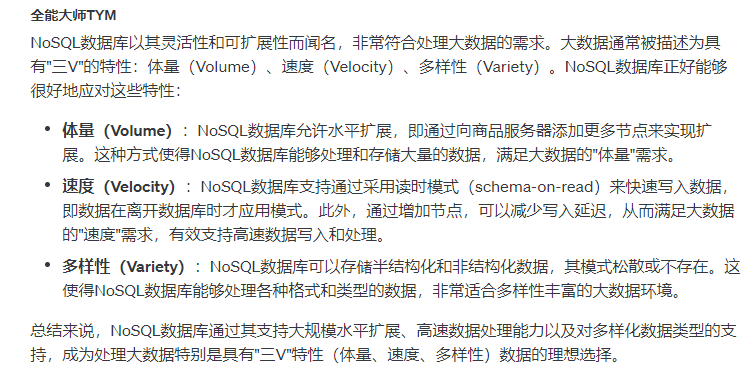 全能大师TYM
NoSQL数据库以其灵活性和可扩展性而闻名，非常符合处理大数据的需求。大数据通常被描述为具
有"三V"的特性：体量（Volume）、速度（Velocity）、多样性（Variety）。NoSQL数据库正好能够
很好地应对这些特性：
• 体量（Volume）：NoSQL数据库允许水平扩展，即通过向商品服务器添加更多节点来实现扩
展。这种方式使得NoSQL数据库能够处理和存储大量的数据，满足大数据的"体量"需求。
• 速度（Velocity）：NoSQL数据库支持通过采用读时模式（schema-on-read）来快速写入数据，
即数据在离开数据库时才应用模式。此外，通过增加节点，可以减少写入延迟，从而满足大数据
的"速度"需求，有效支持高速数据写入和处理。
• 多样性（Variety）：NoSQL数据库可以存储半结构化和非结构化数据，其模式松散或不存在。这
使得NoSQL数据库能够处理各种格式和类型的数据，非常适合多样性丰富的大数据环境。
总结来说，NoSQL数据库通过其支持大规模水平扩展、高速数据处理能力以及对多样化数据类型的支
持，成为处理大数据特别是具有"三V"特性（体量、速度、多样性）数据的理想选择。